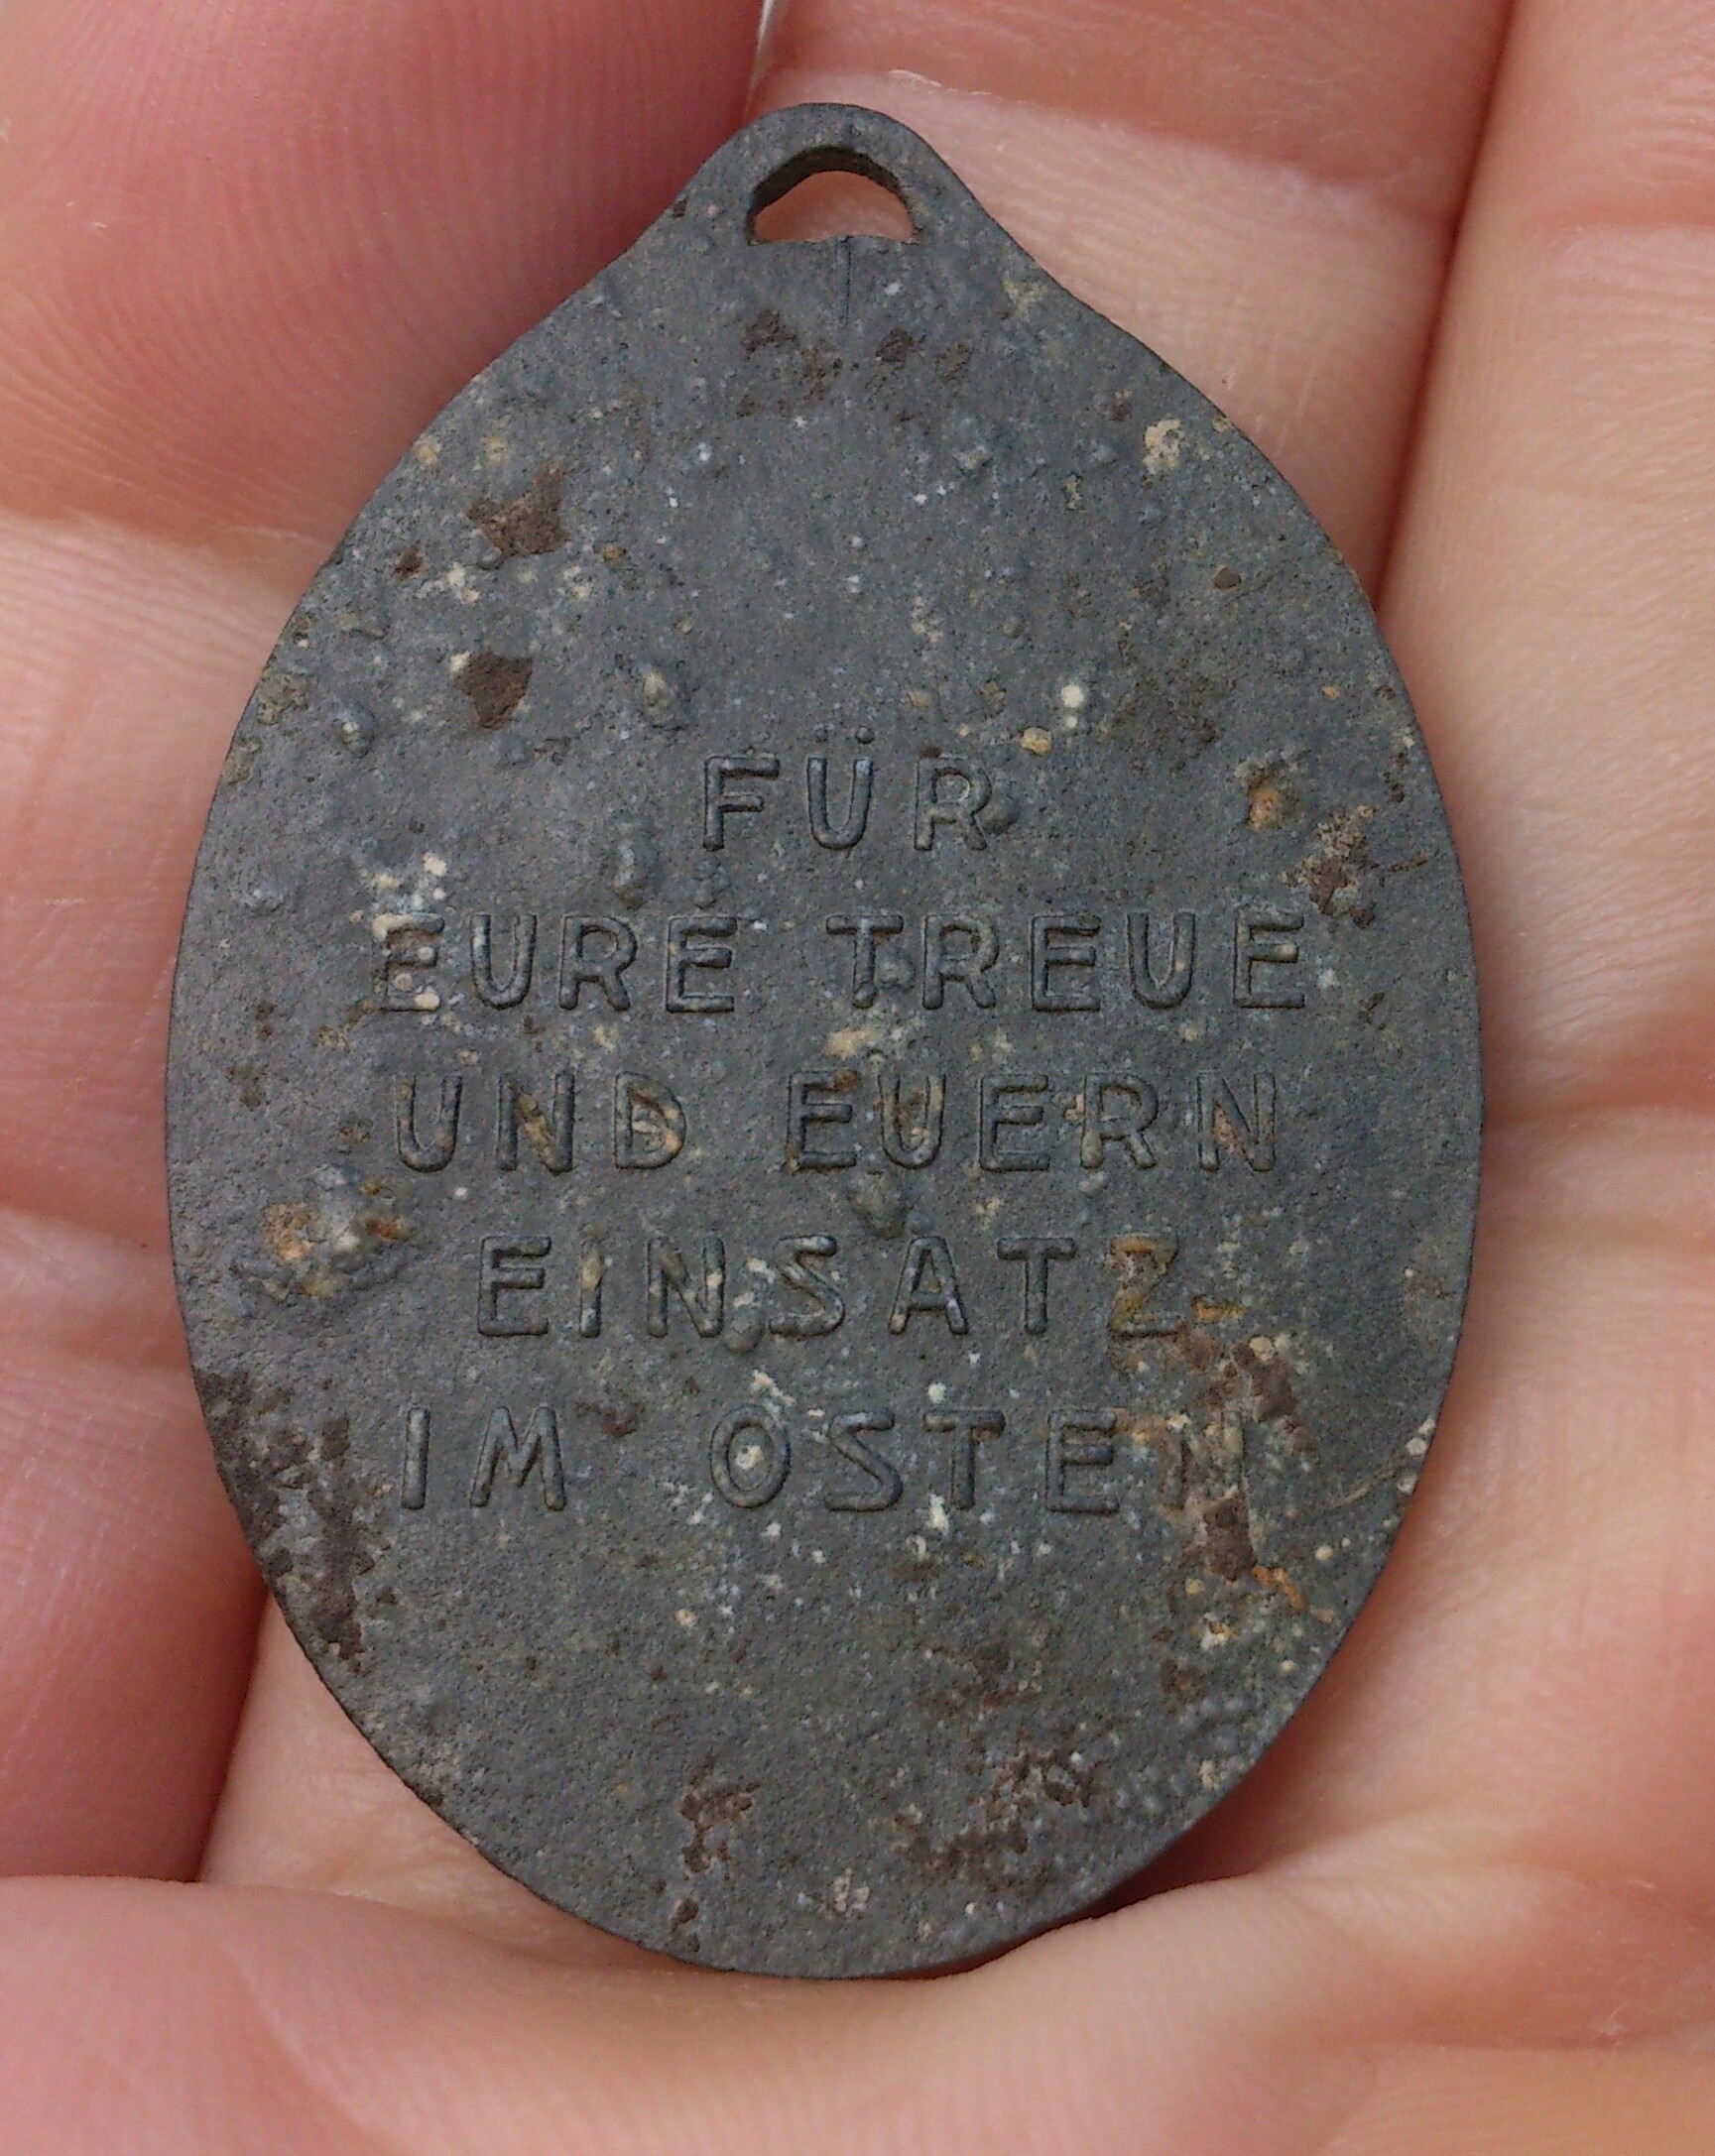 FÜR
EURE TREUE
UND EUERN
EINSATZ
IM OSTEN